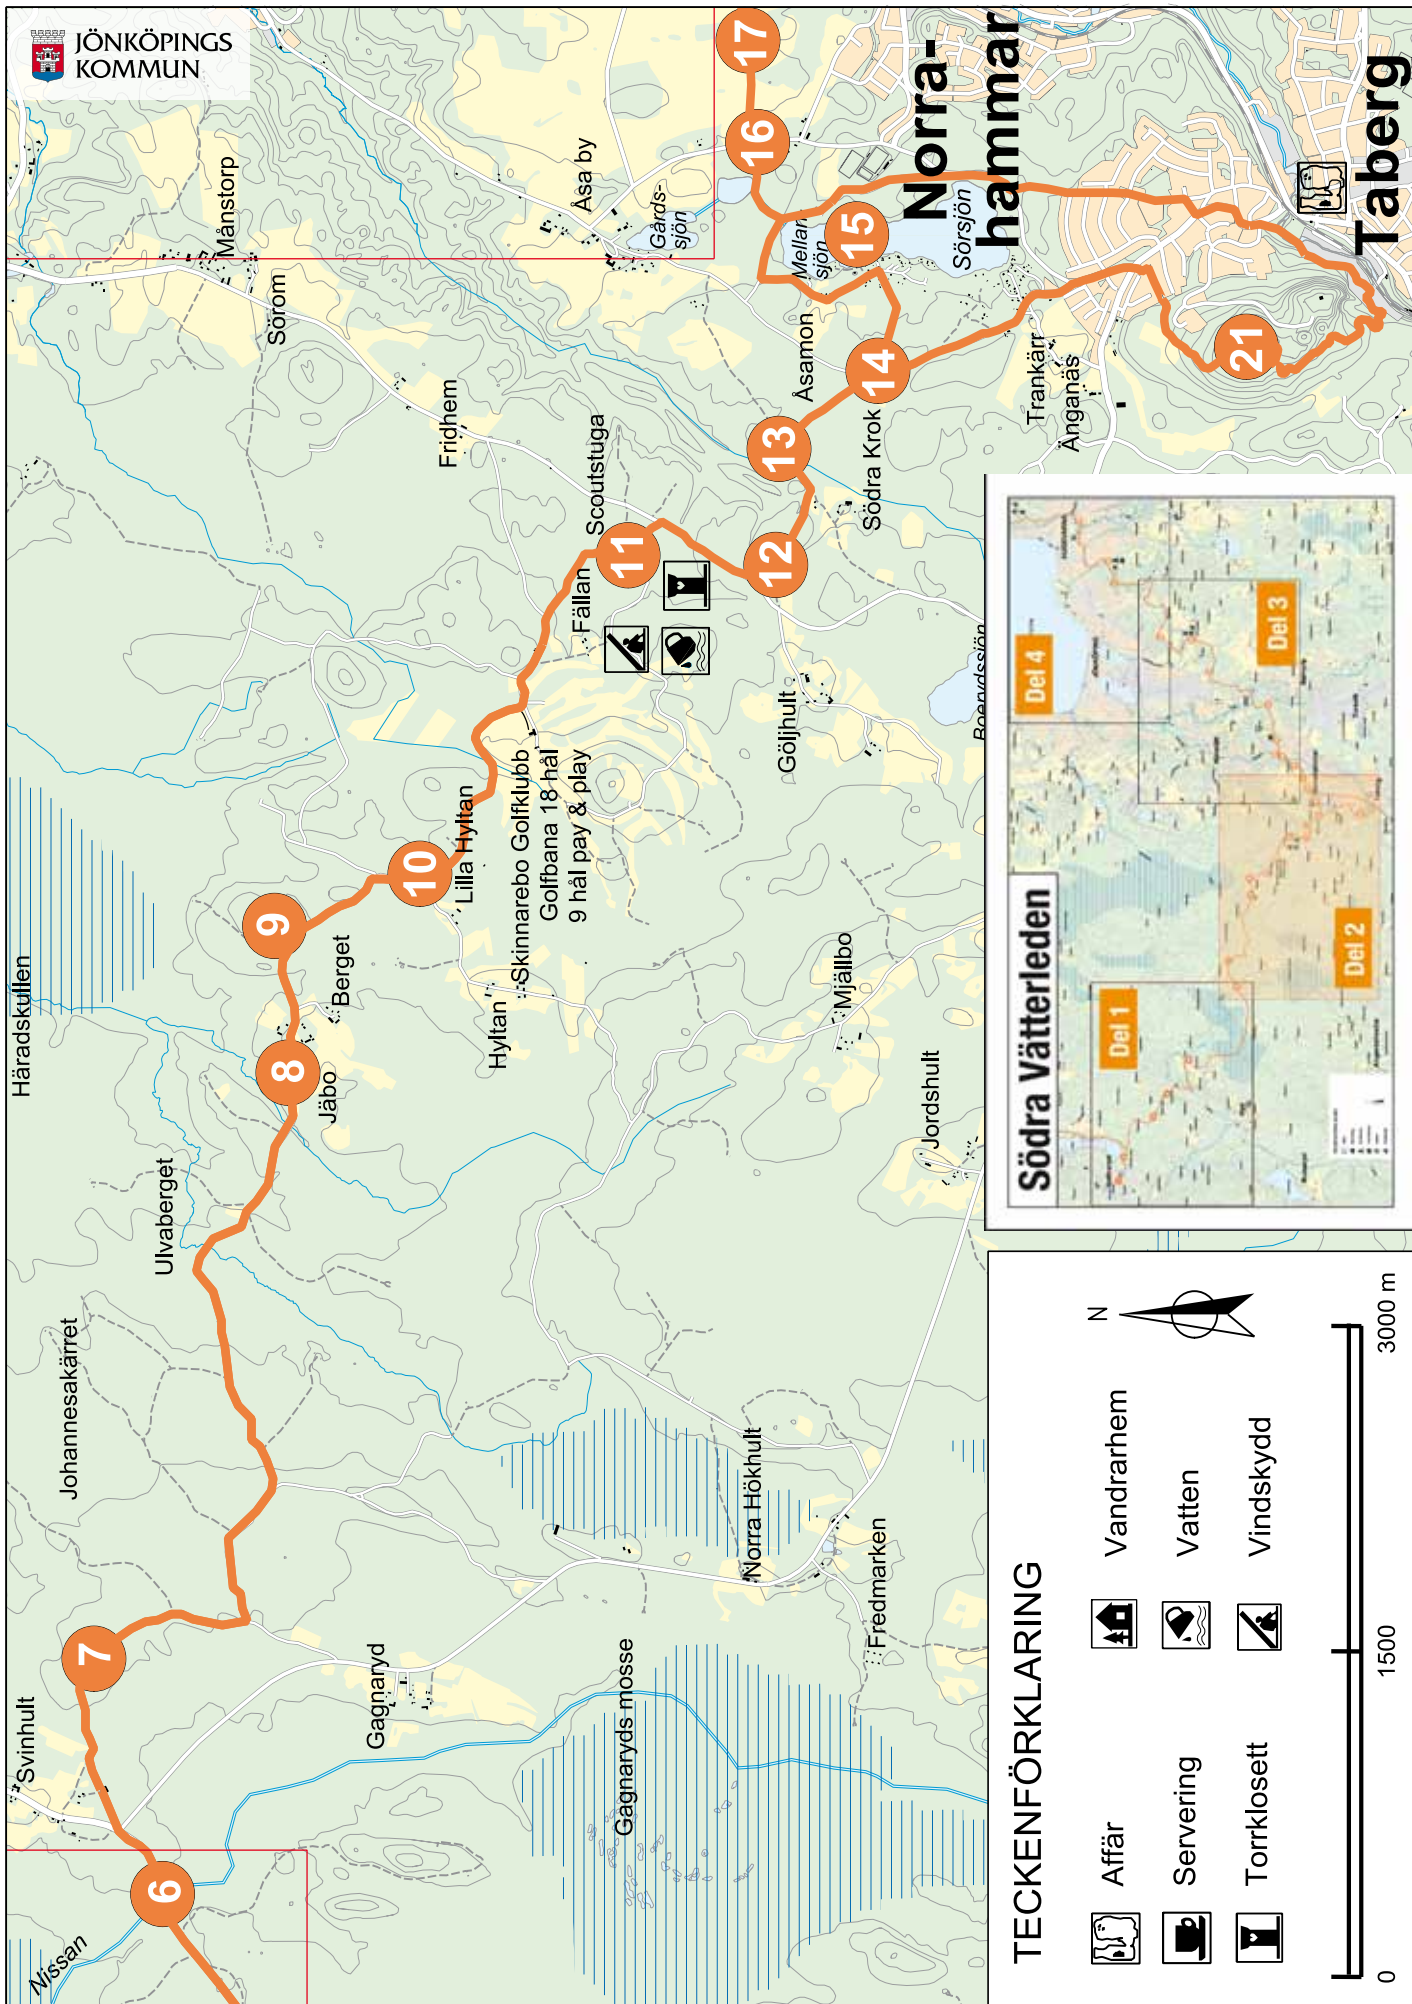 JÖNKÖPINGS
KOMMUN
Nissan
6
Svinhult
7
Johannesakärret
Ulvaberget
Häradskullen
8
Jäbo
Berget
9
10
Lilla Hyltan
Hyltan
Skinnarebo Golfklubb
Golfbana 18 hål
9 hål pay & play
Fällan
11
Scoutstuga
Fridhem
Sörom
Månstorp
Åsa by
Gårds-
sjön
17
16
Mellan
sjön
15
Norra-
hammar
Sörsjön
Åsamon
14
13
12
Södra Krok
Göljhult
Trankärr
Änganäs
21
Taberg
Mjällbo
Jordshult
Gagnaryd
Gagnaryds mosse
Norra Hökhult
Fredmarken
TECKENFÖRKLARING
Affär
Vandrarhem
N
Servering
Vatten
Torrklosett
Vindskydd
0
1500
3000 m
Södra Vätterleden
Del 1
Del 2
Del 3
Del 4